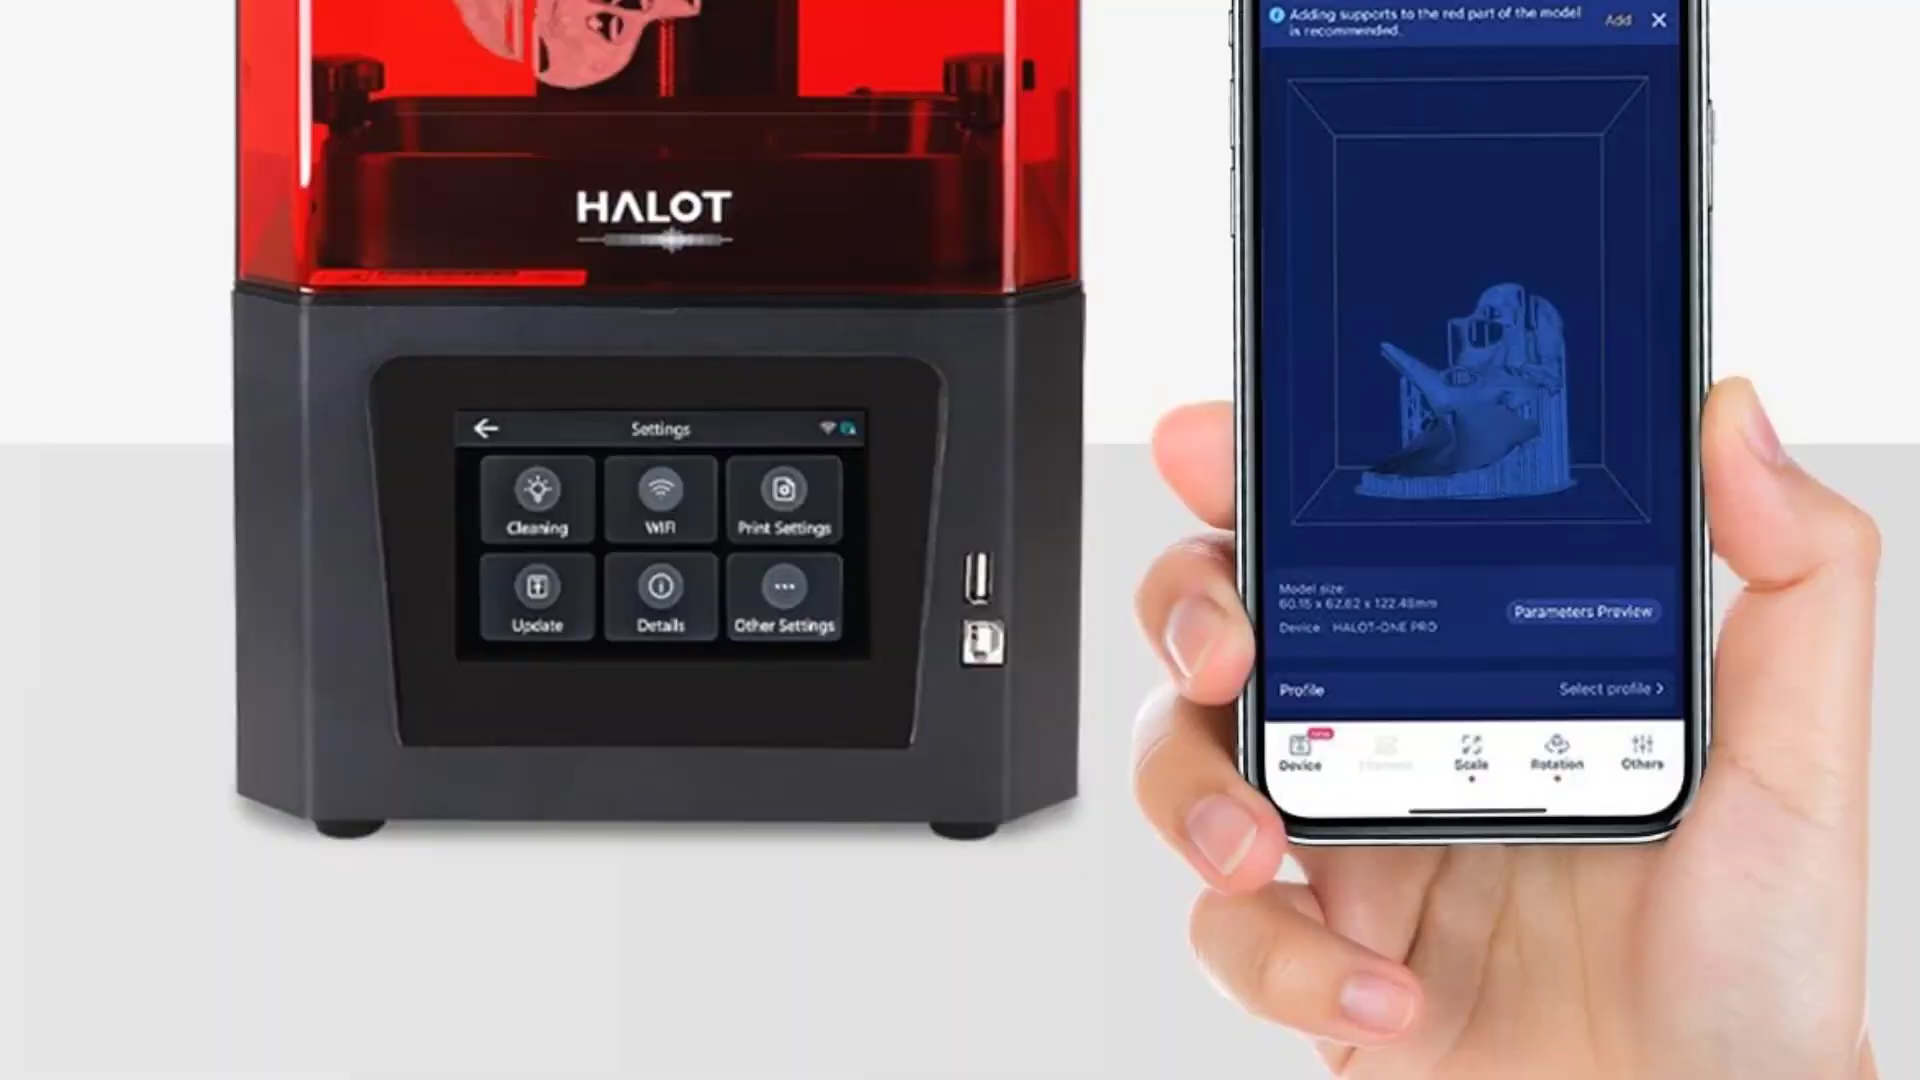 HALOT
Settings
Cleaning
WIFI
Print Settings
Update
Details
Other Settings
Adding supports to the red part of the model
is recommended.
Add
Model size:
60.15 x 62.82 x 122.48mm
Device: HALOT-ONE PRO
Parameters Preview
Profile
Select profile
new
Device
Scale
Rotation
Others